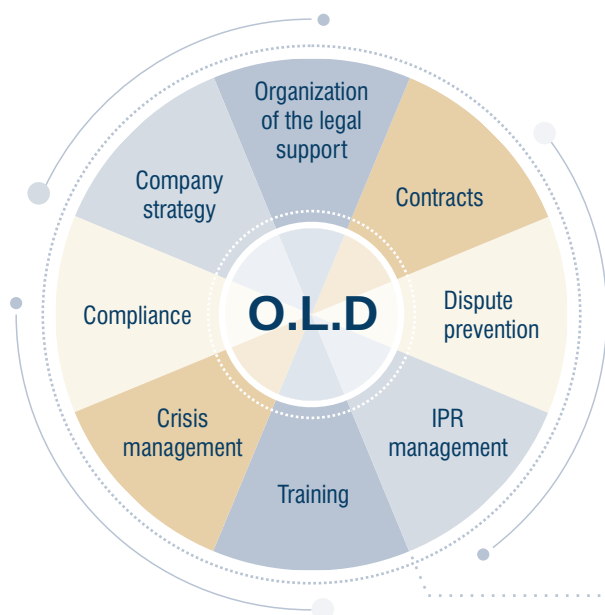 Organization
of the legal
support
Contracts
Dispute
prevention
IPR
management
Training
Crisis
management
Compliance
Company
strategy
O.L.D